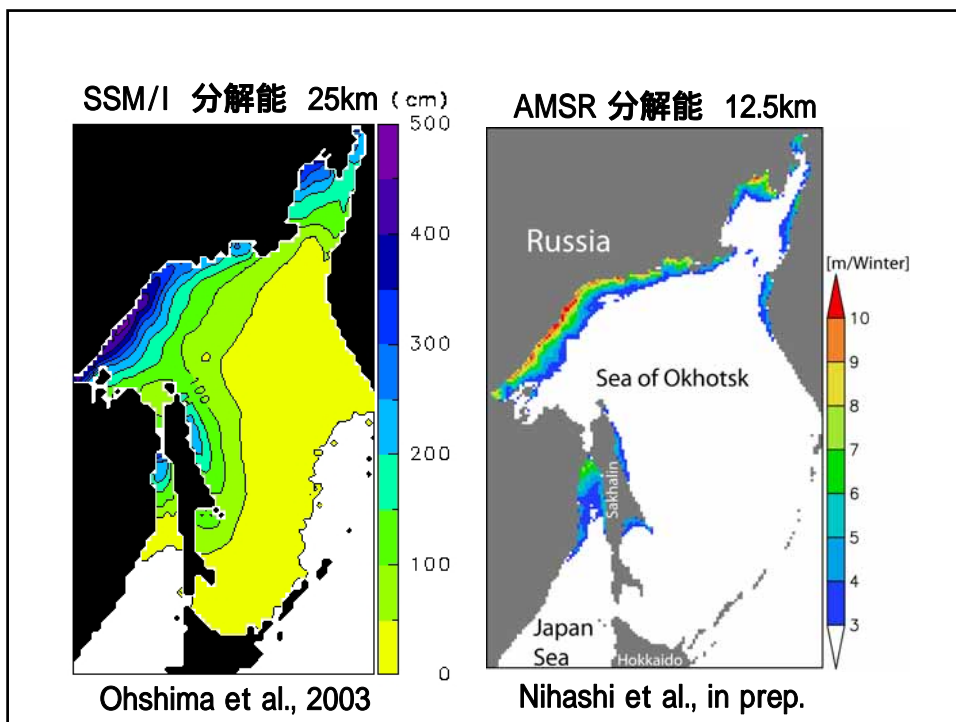 SSM/I 分解能 25km (cm)
500
400
300
200
100
0
Ohshima et al., 2003
AMSR 分解能 12.5km
Russia
[m/Winter]
10
9
8
7
6
5
4
3
Sea of Okhotsk
Sakhalin
Japan
Sea
Hokkaido
Nihashi et al., in prep.